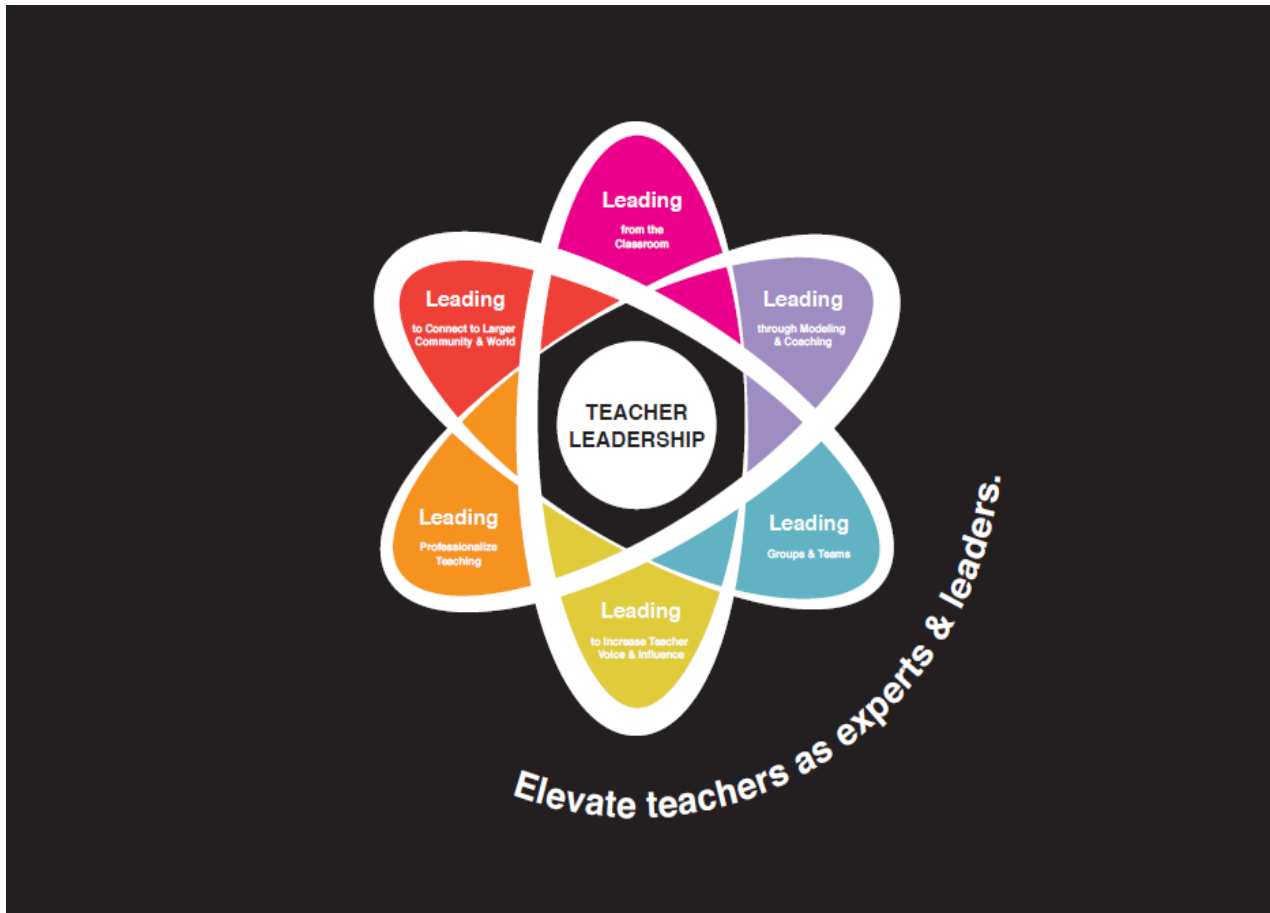 Leading
from the
Classroom
Leading
through Modeling
& Coaching
Leading
Groups & Teams
Leading
to Increase Teacher
Voice & Influence
Leading
Professionalize
Teaching
Leading
to Connect to Larger
Community & World
TEACHER
LEADERSHIP
Elevate teachers as experts & leaders.